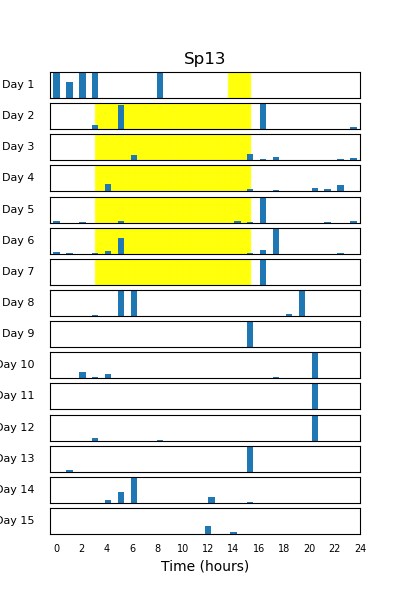 Sp13
Day 1
Day 2
Day 3
Day 4
Day 5
Day 6
Day 7
Day 8
Day 9
Day 10
Day 11
Day 12
Day 13
Day 14
Day 15
0 2 4 6 8 10 12 14 16 18 20 22 24
Time (hours)